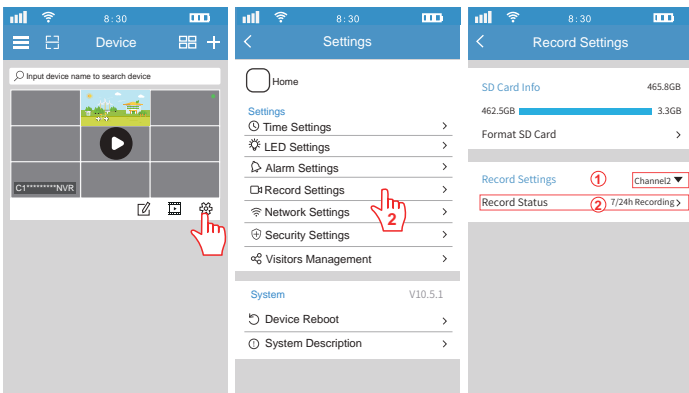 8:30
Device
Input device name to search device
C1*********NVR
8:30
Settings
Home
Settings
Time Settings
LED Settings
Alarm Settings
Record Settings
Network Settings
2
Security Settings
Visitors Management
System V10.5.1
Device Reboot
System Description
8:30
Record Settings
SD Card Info 465.8GB
462.5GB 3.3GB
Format SD Card
Record Settings 1 Channel2
Record Status 2 7/24h Recording